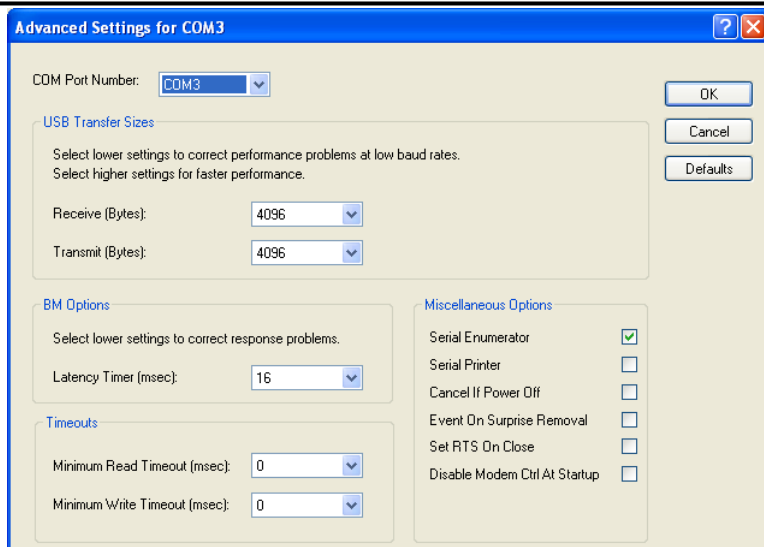 Advanced Settings for COM3
COM Port Number: COM3
OK
Cancel
Defaults
USB Transfer Sizes
Select lower settings to correct performance problems at low baud rates.
Select higher settings for faster performance.
Receive (Bytes): 4096
Transmit (Bytes): 4096
BM Options
Select lower settings to correct response problems.
Latency Timer (msec): 16
Timeouts
Minimum Read Timeout (msec): 0
Minimum Write Timeout (msec): 0
Miscellaneous Options
Serial Enumerator
Serial Printer
Cancel If Power Off
Event On Surprise Removal
Set RTS On Close
Disable Modem Ctrl At Startup